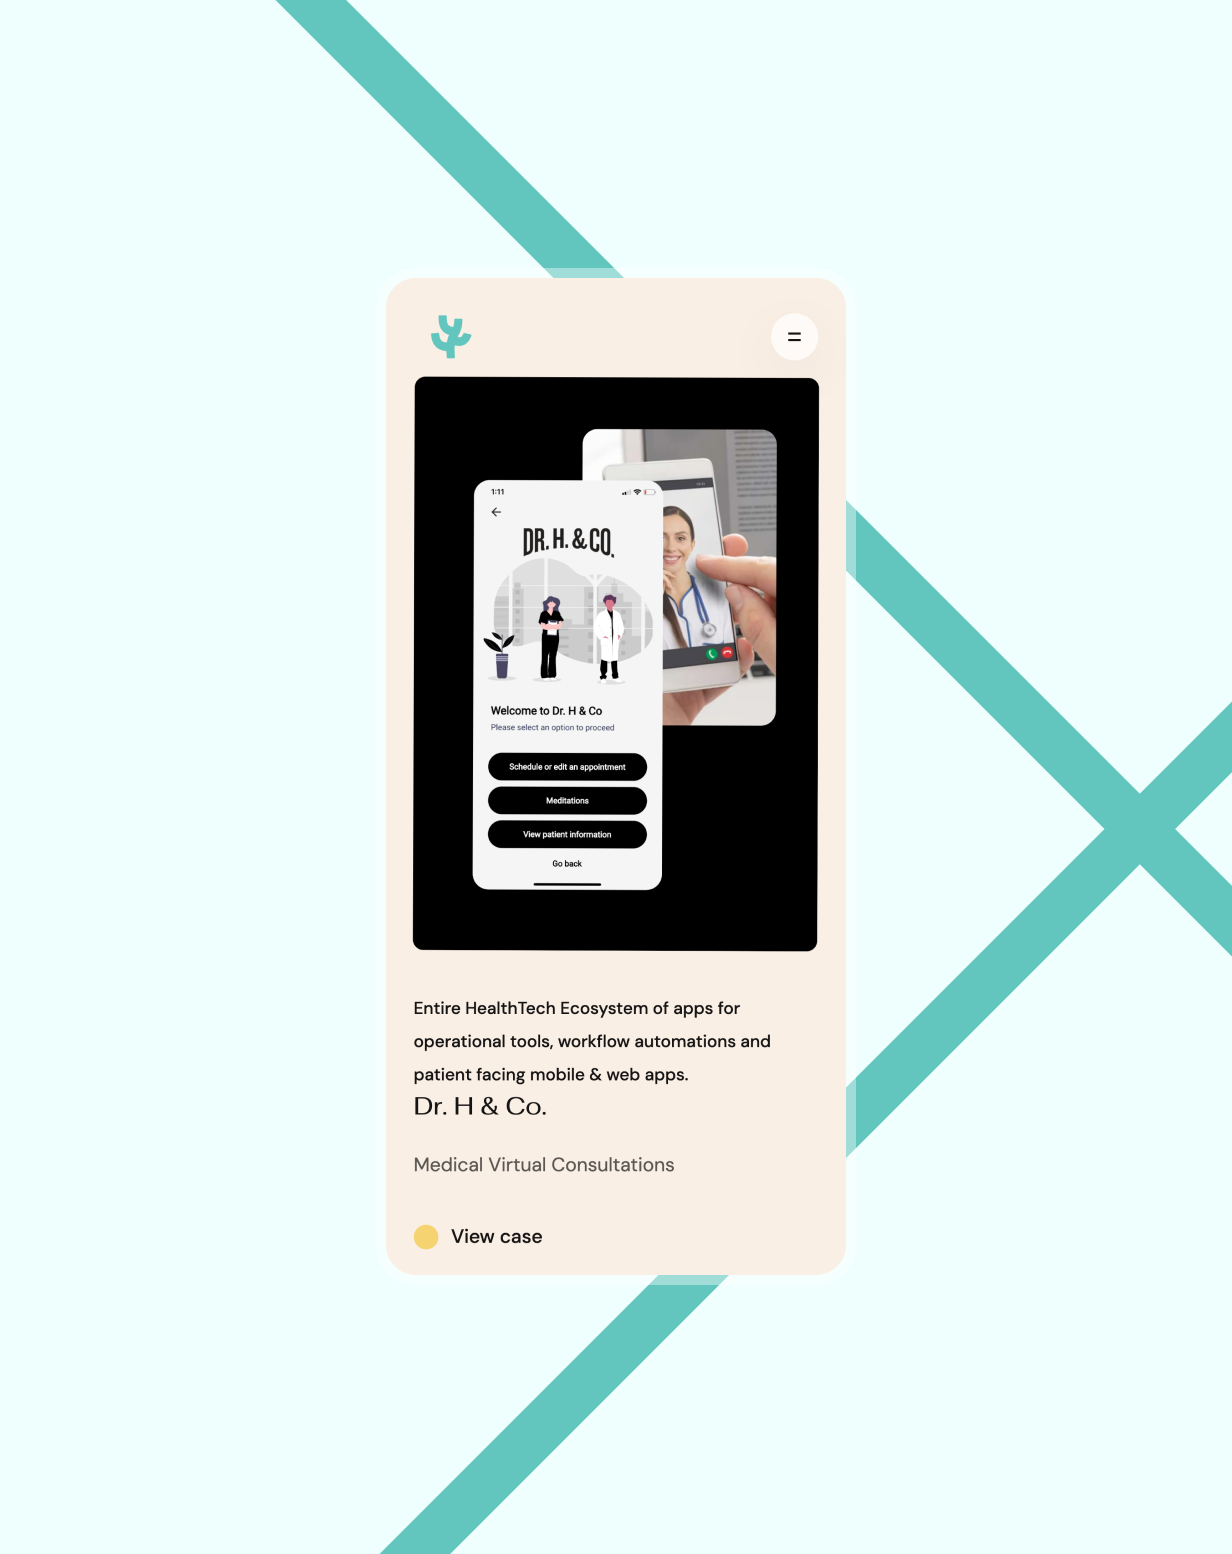 1:11
DR. H. & CO.
Welcome to Dr. H & Co
Please select an option to proceed
Schedule or edit an appointment
Meditations
View patient information
Go back
Entire HealthTech Ecosystem of apps for
operational tools, workflow automations and
patient facing mobile & web apps.
Dr. H & Co.
Medical Virtual Consultations
View case